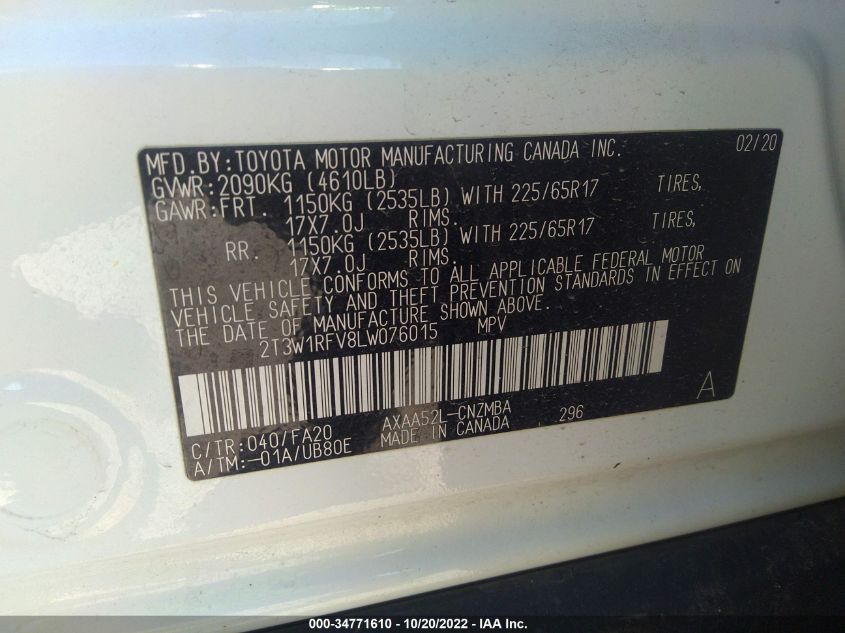 MFD.BY:TOYOTA MOTOR MANUFACTURING CANADA INC. 02/20
GVWR:2090KG (4610LB)
GAWR:FRT. 1150KG (2535LB) WITH 225/65R17 TIRES,
17X7.0J RIMS.
RR. 1150KG (2535LB) WITH 225/65R17 TIRES,
17X7.0J RIMS.
THIS VEHICLE CONFORMS TO ALL APPLICABLE FEDERAL MOTOR
VEHICLE SAFETY AND THEFT PREVENTION STANDARDS IN EFFECT ON
THE DATE OF MANUFACTURE SHOWN ABOVE.
2T3W1RFV8LW076015 MPV
A
C/TR:040/FA20 AXAA52L-CNZMBA 296
A/TM:-01A/UB80E MADE IN CANADA
000-34771610 - 10/20/2022 - IAA Inc.